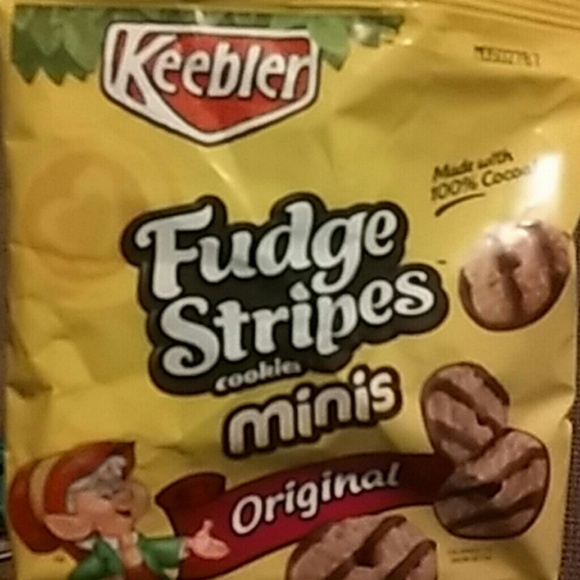 Keebler
Made with
100% Cocoa
Fudge
Stripes
cookies
minis
Original